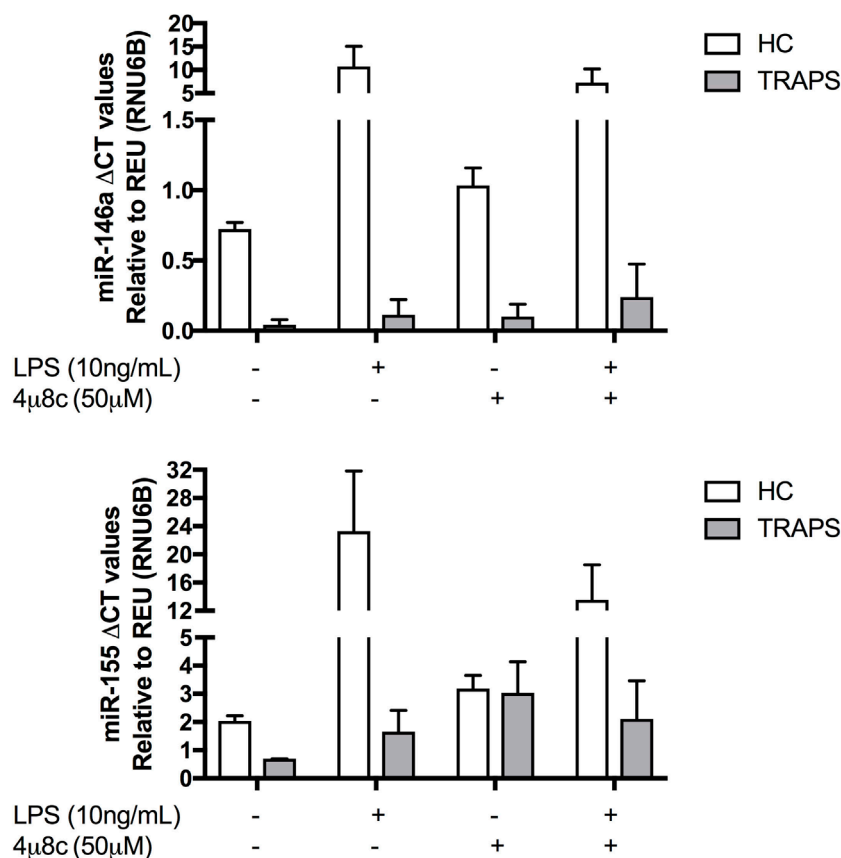 miR-146a ΔCT values
Relative to REU (RNU6B)
20
15
10
5
1.5
1.0
0.5
0.0
HC
TRAPS
LPS (10ng/mL) - + - +
4μ8c (50μM) - - + +
miR-155 ΔCT values
Relative to REU (RNU6B)
32
28
24
20
16
12
5
4
3
2
1
0
HC
TRAPS
LPS (10ng/mL) - + - +
4μ8c (50μM) - - + +